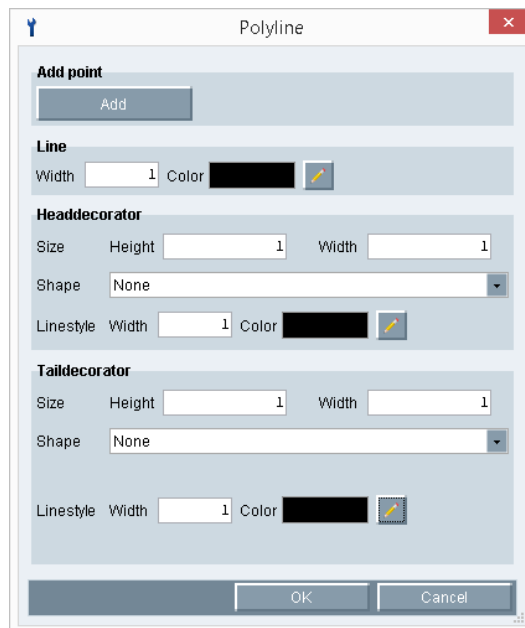 Polyline
Add point
Add
Line
Width 1 Color
Headdecorator
Size Height 1 Width 1
Shape None
Linestyle Width 1 Color
Taildecorator
Size Height 1 Width 1
Shape None
Linestyle Width 1 Color
OK Cancel